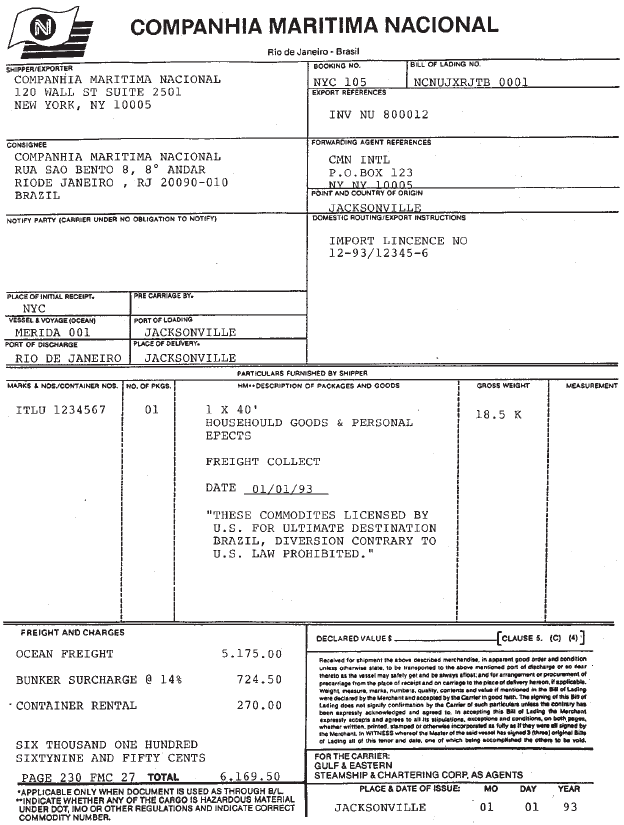 N
COMPANHIA MARITIMA NACIONAL
Rio de Janeiro - Brasil
SHIPPER/EXPORTER
COMPANHIA MARITIMA NACIONAL
120 WALL ST SUITE 2501
NEW YORK, NY 10005
BOOKING NO.
NYC 105
BILL OF LADING NO.
NCNUJXRJTB 0001
EXPORT REFERENCES
INV NU 800012
CONSIGNEE
COMPANHIA MARITIMA NACIONAL
RUA SAO BENTO 8, 8° ANDAR
RIODE JANEIRO , RJ 20090-010
BRAZIL
FORWARDING AGENT REFERENCES
CMN INTL
P.O.BOX 123
NY NY 10005
POINT AND COUNTRY OF ORIGIN
JACKSONVILLE
NOTIFY PARTY (CARRIER UNDER NO OBLIGATION TO NOTIFY)
DOMESTIC ROUTING/EXPORT INSTRUCTIONS
IMPORT LINCENCE NO
12-93/12345-6
PLACE OF INITIAL RECEIPT.*
NYC
PRE CARRIAGE BY.*
VESSEL & VOYAGE (OCEAN)
MERIDA 001
PORT OF LOADING
JACKSONVILLE
PORT OF DISCHARGE
RIO DE JANEIRO
PLACE OF DELIVERY.*
JACKSONVILLE
PARTICULARS FURNISHED BY SHIPPER
MARKS & NOS/CONTAINER NOS. NO. OF PKGS. HM**DESCRIPTION OF PACKAGES AND GOODS GROSS WEIGHT MEASUREMENT
ITLU 1234567 01 1 X 40' 18.5 K
HOUSEHOULD GOODS & PERSONAL
EFECTS
FREIGHT COLLECT
DATE 01/01/93
"THESE COMMODITES LICENSED BY
U.S. FOR ULTIMATE DESTINATION
BRAZIL, DIVERSION CONTRARY TO
U.S. LAW PROHIBITED."
FREIGHT AND CHARGES
OCEAN FREIGHT 5.175.00
BUNKER SURCHARGE @ 14% 724.50
CONTAINER RENTAL 270.00
SIX THOUSAND ONE HUNDRED
SIXTYNINE AND FIFTY CENTS
PAGE 230 FMC 27 TOTAL 6.169.50
*APPLICABLE ONLY WHEN DOCUMENT IS USED AS THROUGH B/L.
**INDICATE WHETHER ANY OF THE CARGO IS HAZARDOUS MATERIAL
UNDER DOT, IMO OR OTHER REGULATIONS AND INDICATE CORRECT
COMMODITY NUMBER.
DECLARED VALUE $ [CLAUSE 5. (C) (4)]
Received for shipment the above described merchandise, in apparent good order and condition
unless otherwise state, to be transported to the above mentioned port of discharge or so near
thereto as the vessel may safely get and be always afloat; and for arrangement or procurement of
precarriage from the place of receipt and on carriage to the place of delivery hereon, if applicable.
Weight, measure, marks, numbers, quality, contents and value if mentioned in the Bill of Lading
were declared by the Merchant and accepted by the Carrier in good faith. The signing of this Bill of
Lading does not signify confirmation by the Carrier of such particulars unless the contrary has
been expressly acknowledged and agreed to. In accepting this Bill of Lading the Merchant
expressly accepts and agrees to all its stipulations, exceptions and conditions, on both pages,
whether written, printed, stamped or otherwise incorporated as fully as if they were all signed by
the Merchant. In WITNESS whereof the Master of the said vessel has signed 3 (three) original Bills
of Lading all of this tenor and date, one of which being accomplished the others to be void.
FOR THE CARRIER:
GULF & EASTERN
STEAMSHIP & CHARTERING CORP, AS AGENTS
PLACE & DATE OF ISSUE: MO DAY YEAR
JACKSONVILLE 01 01 93